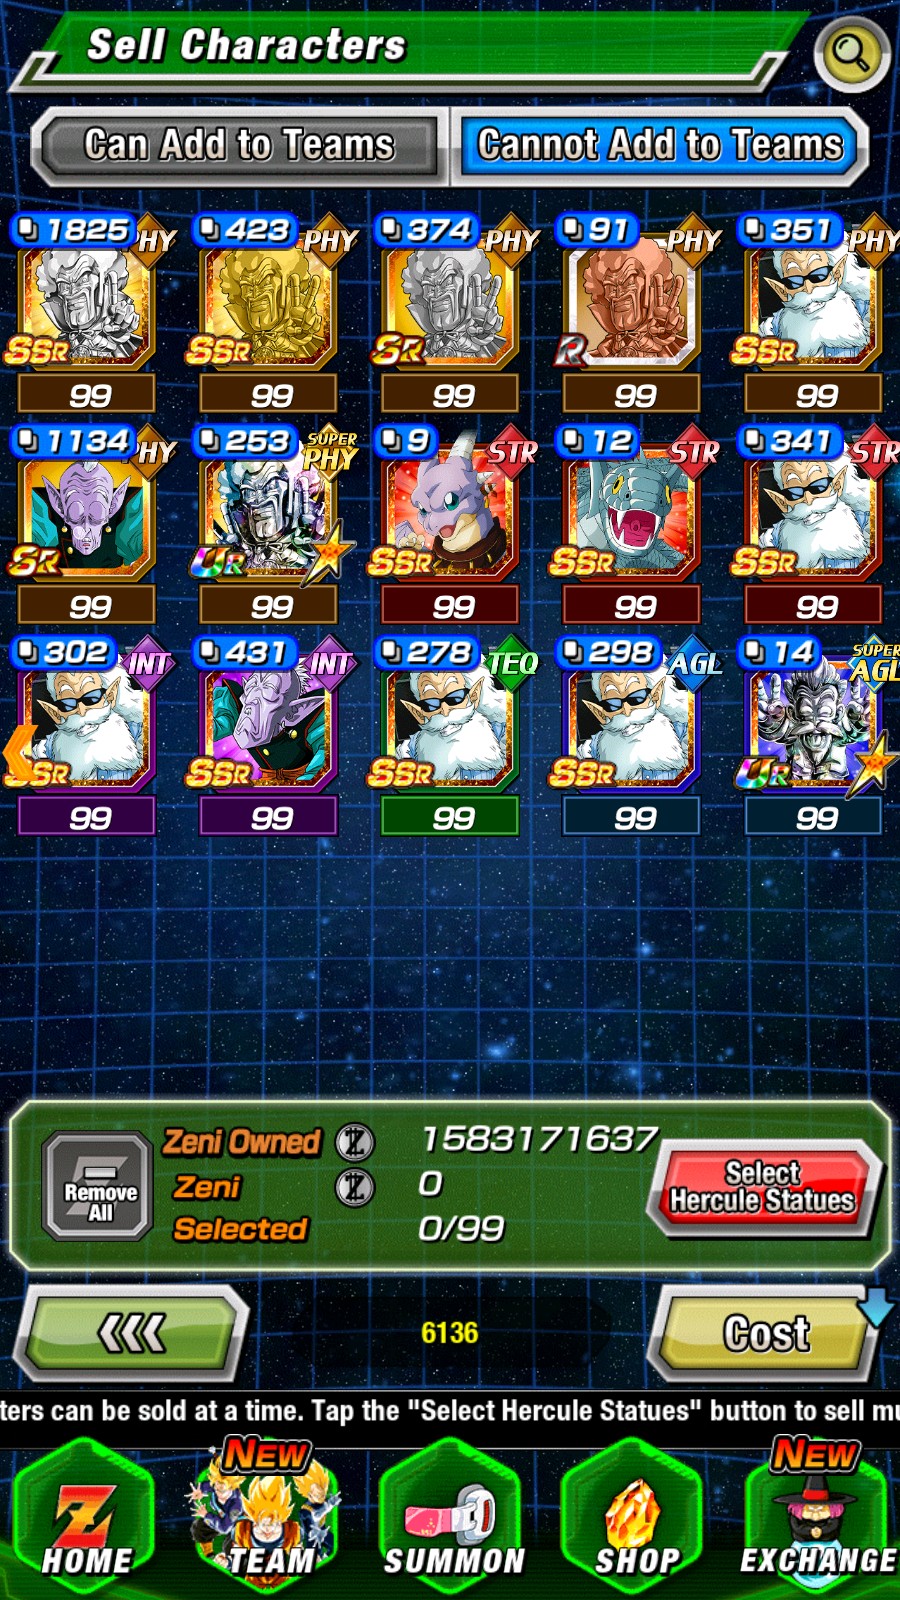 Sell Characters
Can Add to Teams
Cannot Add to Teams
1825 PHY 423 PHY 374 PHY 91 PHY 351 PHY
SSR SSR SR R SSR
99 99 99 99 99
1134 PHY 253 SUPER PHY 9 STR 12 STR 341 STR
SR UR SSR SSR SSR
99 99 99 99 99
302 INT 431 INT 278 TEQ 298 AGL 14 SUPER AGL
SSR SSR SSR SSR UR
99 99 99 99 99
Remove All
Zeni Owned Z 1583171637
Zeni Z 0
Selected 0/99
Select
Hercule Statues
6136
Cost
ters can be sold at a time. Tap the "Select Hercule Statues" button to sell mu
NEW NEW
Z
HOME TEAM SUMMON SHOP EXCHANGE